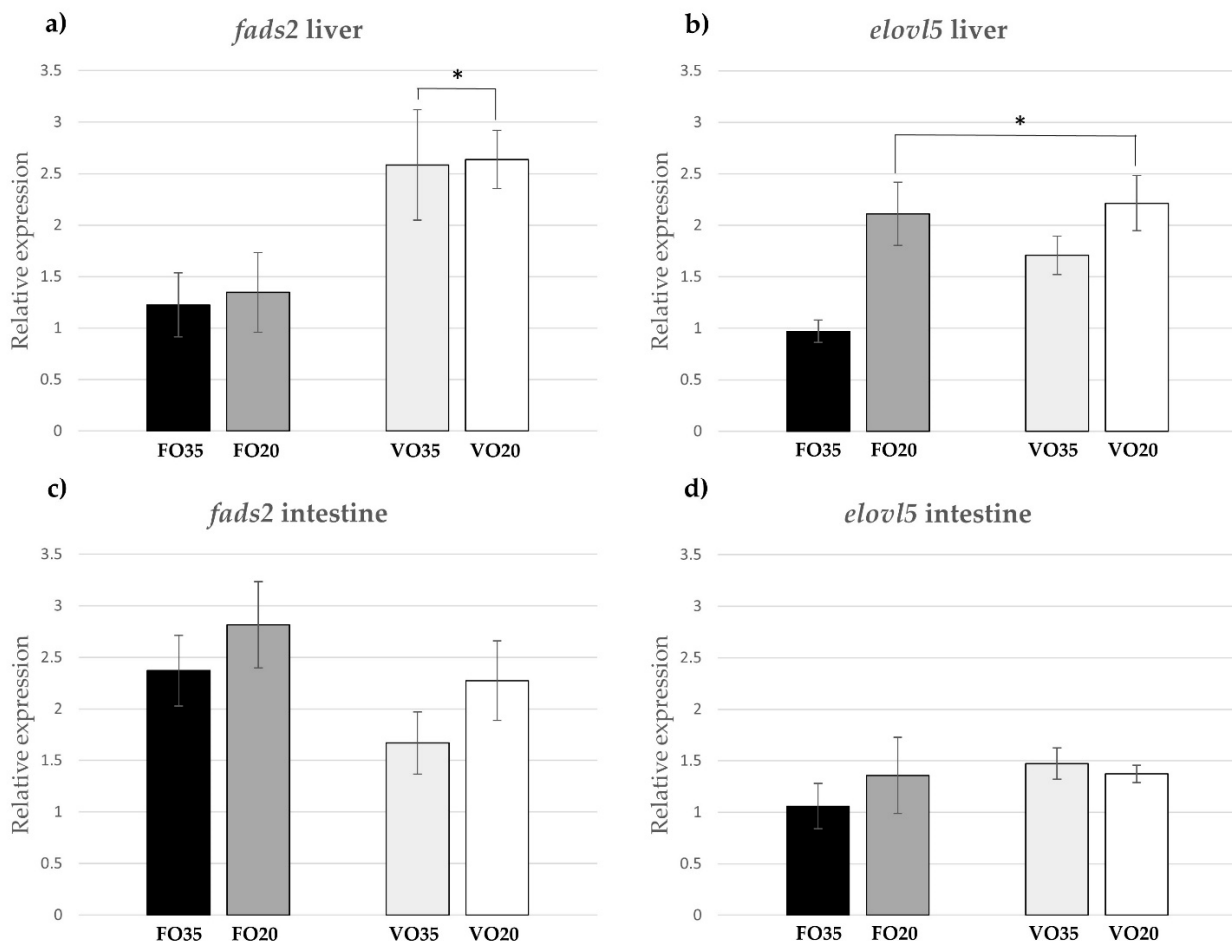 a)
fads2 liver
3.5
3
2.5
2
1.5
1
0.5
0
Relative expression
*
FO35 FO20 VO35 VO20
b)
elovl5 liver
3.5
3
2.5
2
1.5
1
0.5
0
Relative expression
*
FO35 FO20 VO35 VO20
c)
fads2 intestine
3.5
3
2.5
2
1.5
1
0.5
0
Relative expression
FO35 FO20 VO35 VO20
d)
elovl5 intestine
3.5
3
2.5
2
1.5
1
0.5
0
Relative expression
FO35 FO20 VO35 VO20